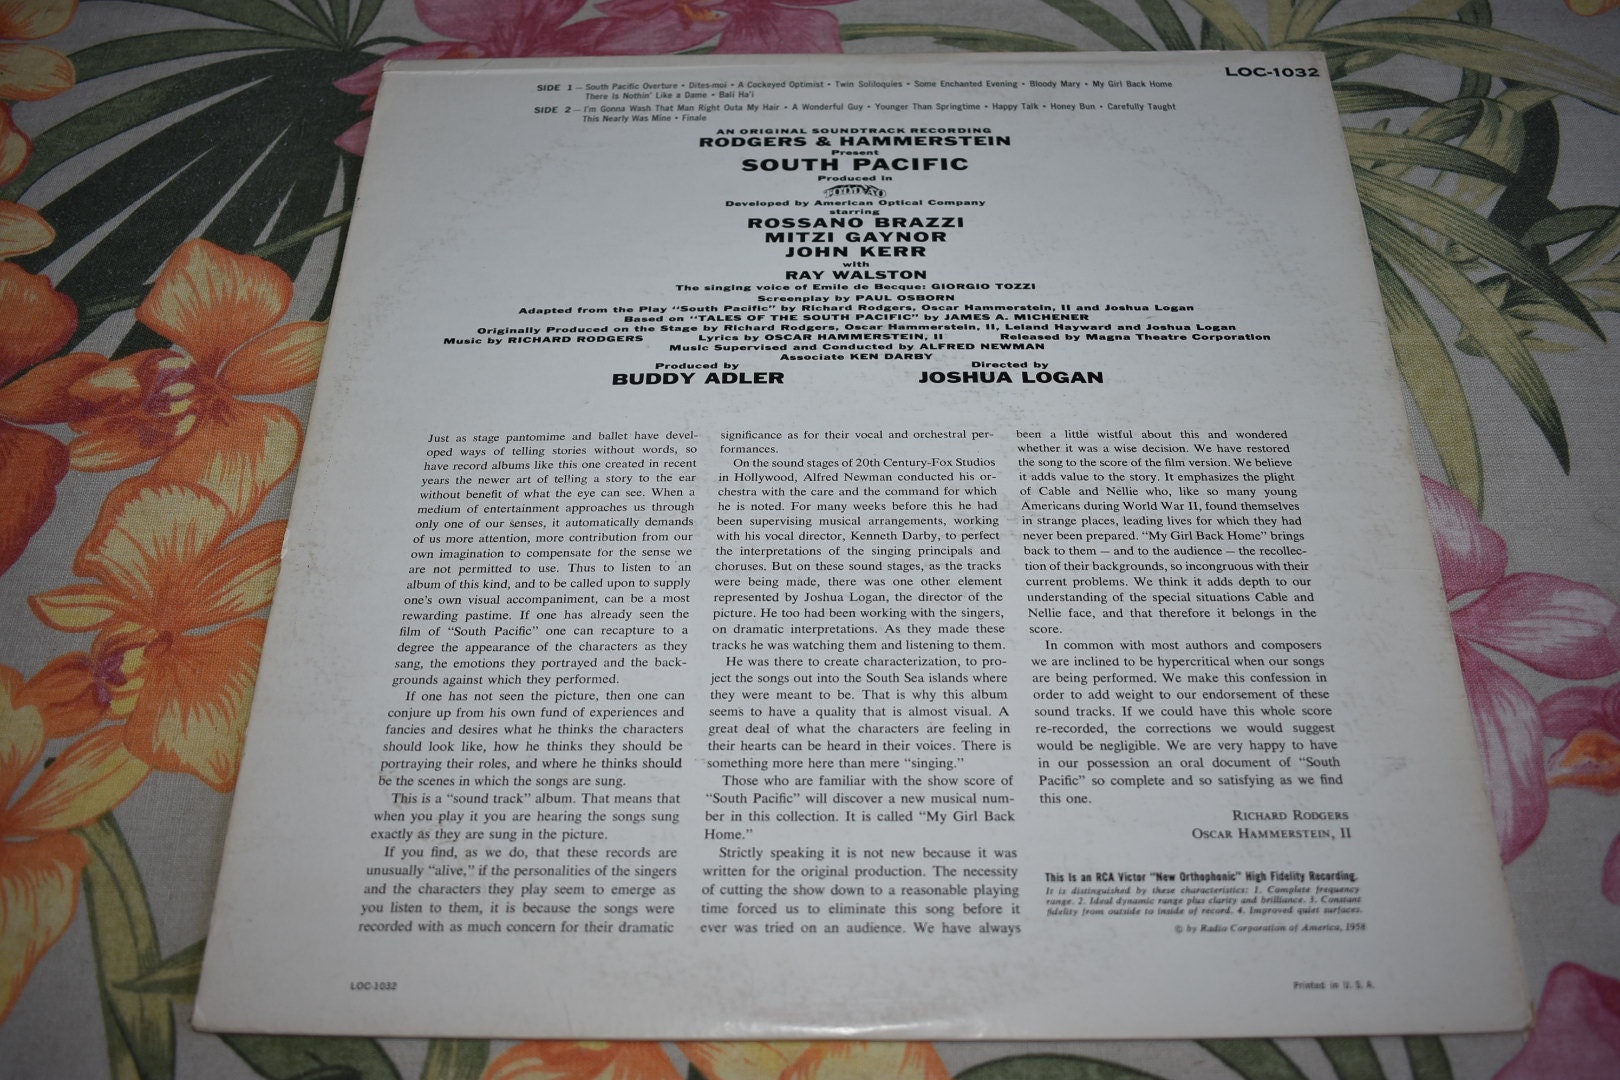 LOC-1032
SIDE 1 – South Pacific Overture • Dites-moi • A Cockeyed Optimist • Twin Soliloquies • Some Enchanted Evening • Bloody Mary • My Girl Back Home
There Is Nothin' Like a Dame • Bali Ha'i
SIDE 2 – I'm Gonna Wash That Man Right Outa My Hair • A Wonderful Guy • Younger Than Springtime • Happy Talk • Honey Bun • Carefully Taught
This Nearly Was Mine • Finale
AN ORIGINAL SOUNDTRACK RECORDING
RODGERS & HAMMERSTEIN
Present
SOUTH PACIFIC
Produced in
TODD-AO
Developed by American Optical Company
starring
ROSSANO BRAZZI
MITZI GAYNOR
JOHN KERR
with
RAY WALSTON
The singing voice of Emile de Becque: GIORGIO TOZZI
Screenplay by PAUL OSBORN
Adapted from the Play "South Pacific" by Richard Rodgers, Oscar Hammerstein, II and Joshua Logan
Based on "TALES OF THE SOUTH PACIFIC" by JAMES A. MICHENER
Originally Produced on the Stage by Richard Rodgers, Oscar Hammerstein, II, Leland Hayward and Joshua Logan
Music by RICHARD RODGERS Lyrics by OSCAR HAMMERSTEIN, II Released by Magna Theatre Corporation
Music Supervised and Conducted by ALFRED NEWMAN
Associate KEN DARBY
Produced by
BUDDY ADLER
Directed by
JOSHUA LOGAN
Just as stage pantomime and ballet have devel-
oped ways of telling stories without words, so
have record albums like this one created in recent
years the newer art of telling a story to the ear
without benefit of what the eye can see. When a
medium of entertainment approaches us through
only one of our senses, it automatically demands
of us more attention, more contribution from our
own imagination to compensate for the sense we
are not permitted to use. Thus to listen to an
album of this kind, and to be called upon to supply
one's own visual accompaniment, can be a most
rewarding pastime. If one has already seen the
film of "South Pacific" one can recapture to a
degree the appearance of the characters as they
sang, the emotions they portrayed and the back-
grounds against which they performed.
If one has not seen the picture, then one can
conjure up from his own fund of experiences and
fancies and desires what he thinks the characters
should look like, how he thinks they should be
portraying their roles, and where he thinks should
be the scenes in which the songs are sung.
This is a "sound track" album. That means that
when you play it you are hearing the songs sung
exactly as they are sung in the picture.
If you find, as we do, that these records are
unusually "alive," if the personalities of the singers
and the characters they play seem to emerge as
you listen to them, it is because the songs were
recorded with as much concern for their dramatic
significance as for their vocal and orchestral per-
formances.
On the sound stages of 20th Century-Fox Studios
in Hollywood, Alfred Newman conducted his or-
chestra with the care and the command for which
he is noted. For many weeks before this he had
been supervising musical arrangements, working
with his vocal director, Kenneth Darby, to perfect
the interpretations of the singing principals and
choruses. But on these sound stages, as the tracks
were being made, there was one other element
represented by Joshua Logan, the director of the
picture. He too had been working with the singers,
on dramatic interpretations. As they made these
tracks he was watching them and listening to them.
He was there to create characterization, to pro-
ject the songs out into the South Sea islands where
they were meant to be. That is why this album
seems to have a quality that is almost visual. A
great deal of what the characters are feeling in
their hearts can be heard in their voices. There is
something more here than mere "singing."
Those who are familiar with the show score of
"South Pacific" will discover a new musical num-
ber in this collection. It is called "My Girl Back
Home."
Strictly speaking it is not new because it was
written for the original production. The necessity
of cutting the show down to a reasonable playing
time forced us to eliminate this song before it
ever was tried on an audience. We have always
been a little wistful about this and wondered
whether it was a wise decision. We have restored
the song to the score of the film version. We believe
it adds value to the story. It emphasizes the plight
of Cable and Nellie who, like so many young
Americans during World War II, found themselves
in strange places, leading lives for which they had
never been prepared. "My Girl Back Home" brings
back to them – and to the audience – the recollec-
tion of their backgrounds, so incongruous with their
current problems. We think it adds depth to our
understanding of the special situations Cable and
Nellie face, and that therefore it belongs in the
score.
In common with most authors and composers
we are inclined to be hypercritical when our songs
are being performed. We make this confession in
order to add weight to our endorsement of these
sound tracks. If we could have this whole score
re-recorded, the corrections we would suggest
would be negligible. We are very happy to have
in our possession an oral document of "South
Pacific" so complete and so satisfying as we find
this one.
RICHARD RODGERS
OSCAR HAMMERSTEIN, II
This Is an RCA Victor "New Orthophonic" High Fidelity Recording.
It is distinguished by these characteristics: 1. Complete frequency
range. 2. Ideal dynamic range plus clarity and brilliance. 3. Constant
fidelity from outside to inside of record. 4. Improved quiet surfaces.
© by Radio Corporation of America, 1958
LOC-1032
Printed in U. S. A.